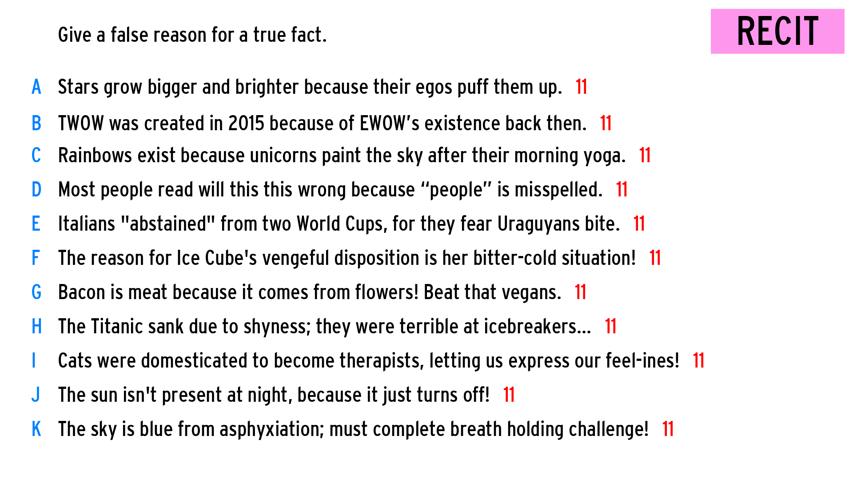 Give a false reason for a true fact.
RECIT
A Stars grow bigger and brighter because their egos puff them up. 11
B TWOW was created in 2015 because of EWOW’s existence back then. 11
C Rainbows exist because unicorns paint the sky after their morning yoga. 11
D Most people read will this this wrong because “people” is misspelled. 11
E Italians "abstained" from two World Cups, for they fear Uraguyans bite. 11
F The reason for Ice Cube's vengeful disposition is her bitter-cold situation! 11
G Bacon is meat because it comes from flowers! Beat that vegans. 11
H The Titanic sank due to shyness; they were terrible at icebreakers... 11
I Cats were domesticated to become therapists, letting us express our feel-ines! 11
J The sun isn't present at night, because it just turns off! 11
K The sky is blue from asphyxiation; must complete breath holding challenge! 11